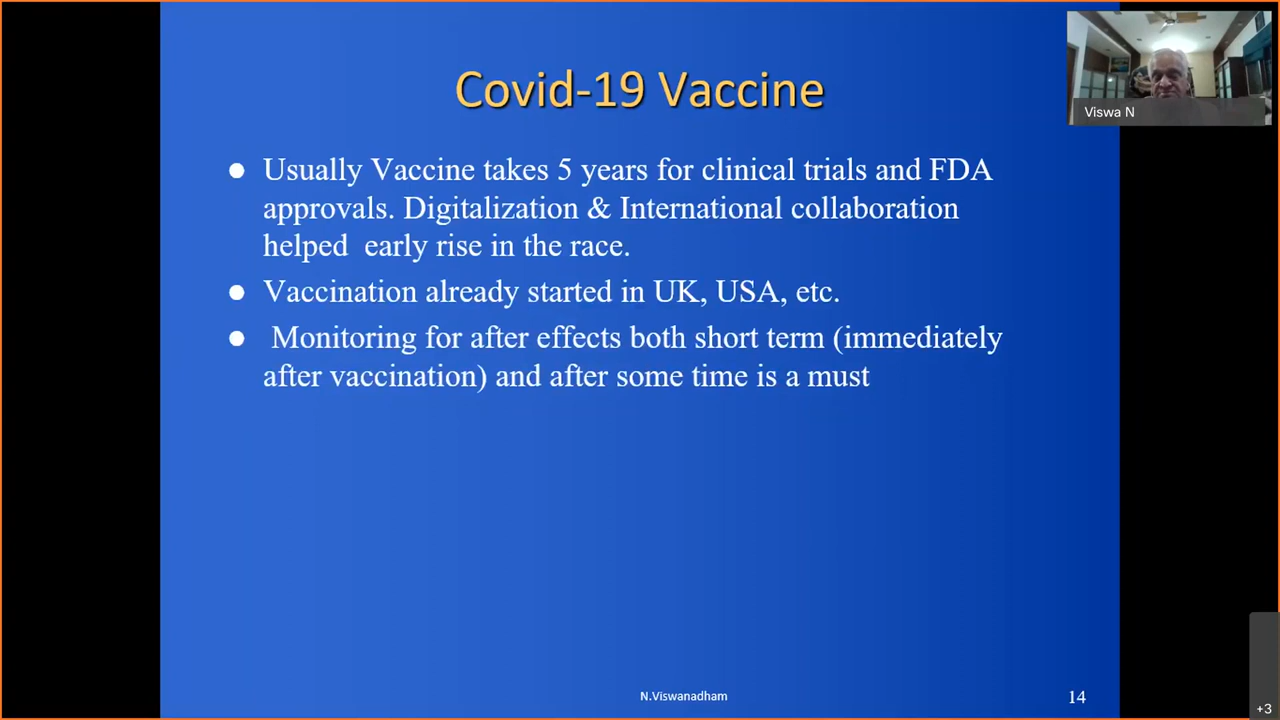 Covid-19 Vaccine
Viswa N
● Usually Vaccine takes 5 years for clinical trials and FDA
approvals. Digitalization & International collaboration
helped early rise in the race.
● Vaccination already started in UK, USA, etc.
● Monitoring for after effects both short term (immediately
after vaccination) and after some time is a must
N.Viswanadham
14
+3